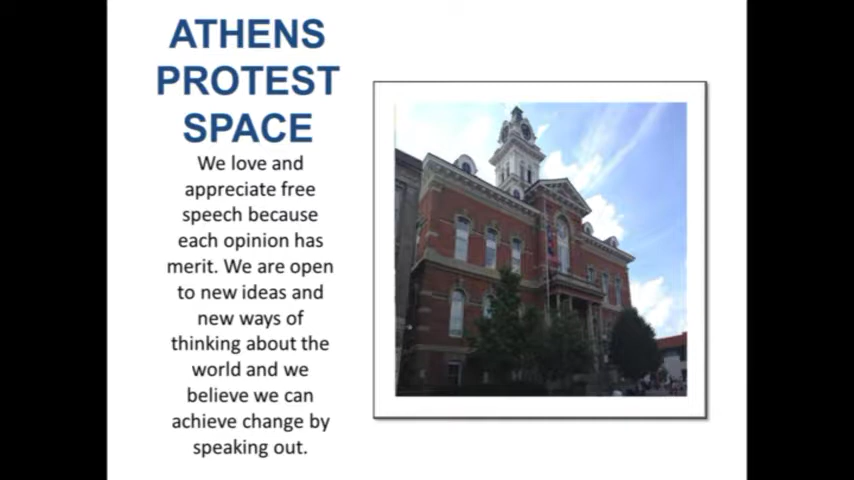 ATHENS
PROTEST
SPACE
We love and
appreciate free
speech because
each opinion has
merit. We are open
to new ideas and
new ways of
thinking about the
world and we
believe we can
achieve change by
speaking out.